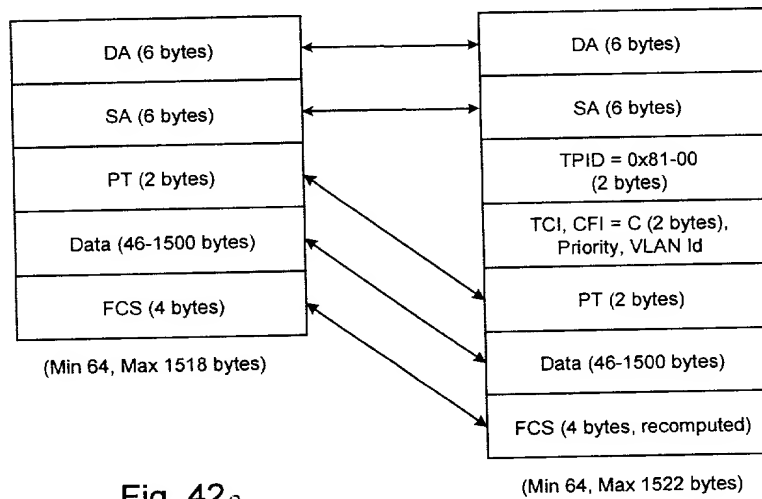 DA (6 bytes)
SA (6 bytes)
PT (2 bytes)
Data (46-1500 bytes)
FCS (4 bytes)
(Min 64, Max 1518 bytes)
DA (6 bytes)
SA (6 bytes)
TPID = 0x81-00
(2 bytes)
TCI, CFI = C (2 bytes),
Priority, VLAN Id
PT (2 bytes)
Data (46-1500 bytes)
FCS (4 bytes, recomputed)
(Min 64, Max 1522 bytes)
Fig. 42a